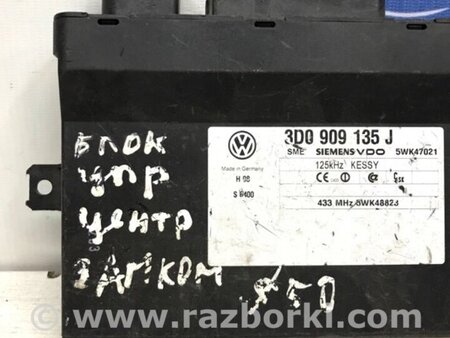 3D0 909 135 J
SME SIEMENS VDO 5WK47021
125kHz KESSY
Made in Germany
H 08
S 0400
433 MHz 5WK48823
БЛОК
УПР
ЦЕНТР
ЗАМКОМ
850
www.razborki.com